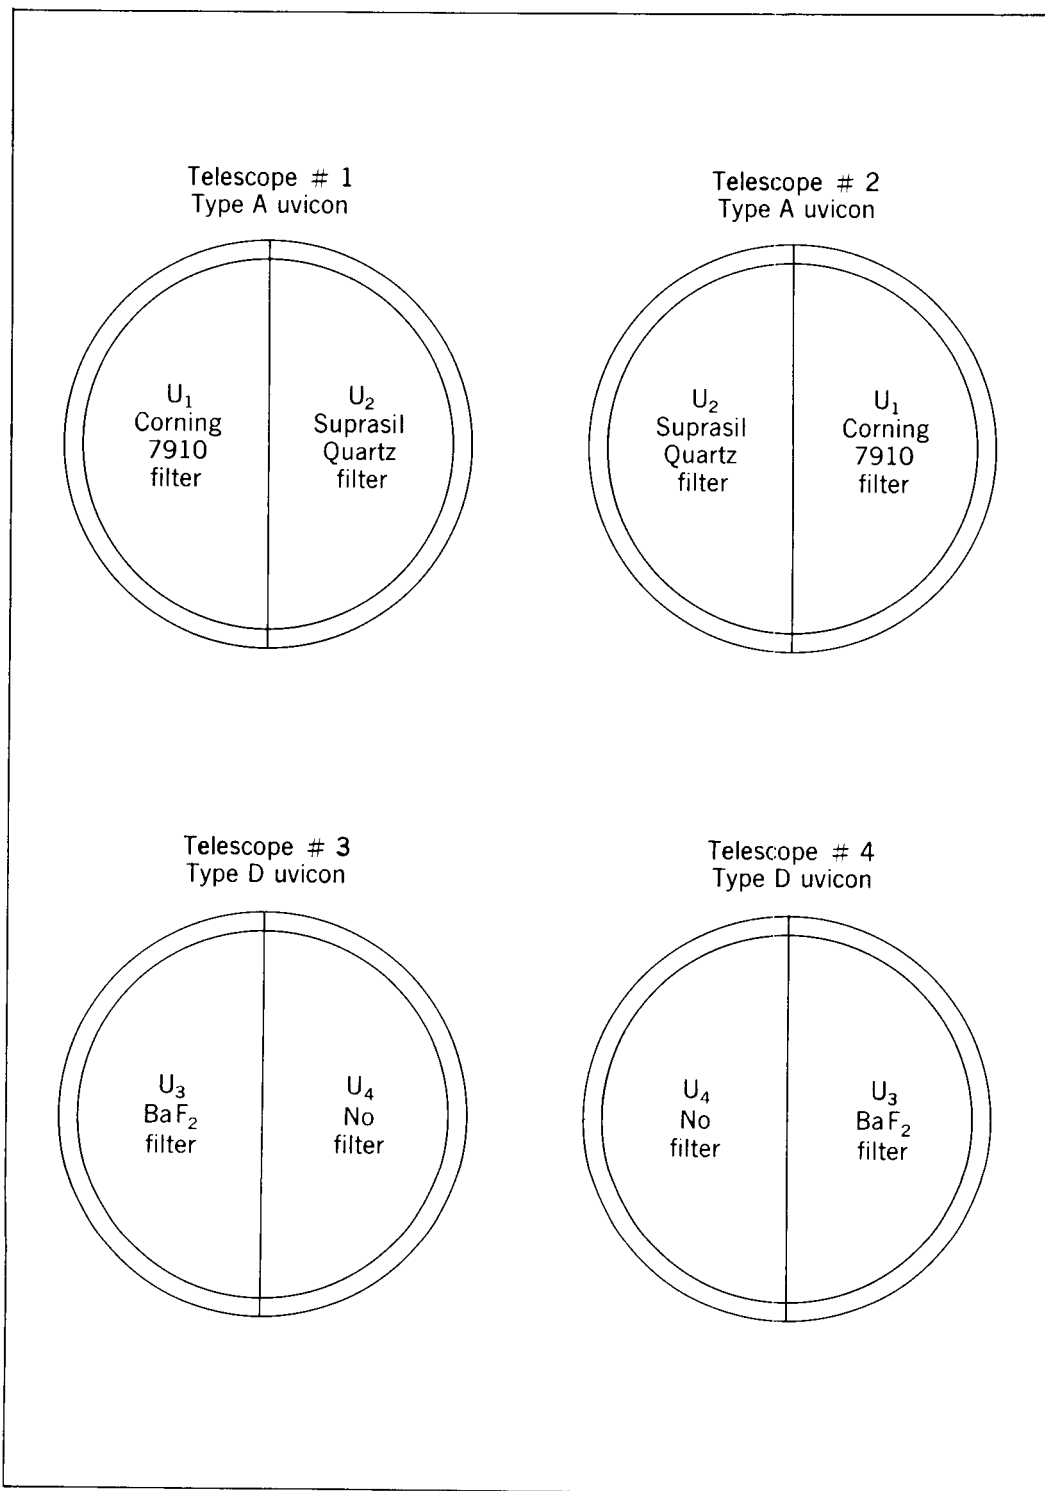 Telescope # 1
Type A uvicon
U₁
Corning
7910
filter
U₂
Suprasil
Quartz
filter
Telescope # 2
Type A uvicon
U₂
Suprasil
Quartz
filter
U₁
Corning
7910
filter
Telescope # 3
Type D uvicon
U₃
BaF₂
filter
U₄
No
filter
Telescope # 4
Type D uvicon
U₄
No
filter
U₃
BaF₂
filter